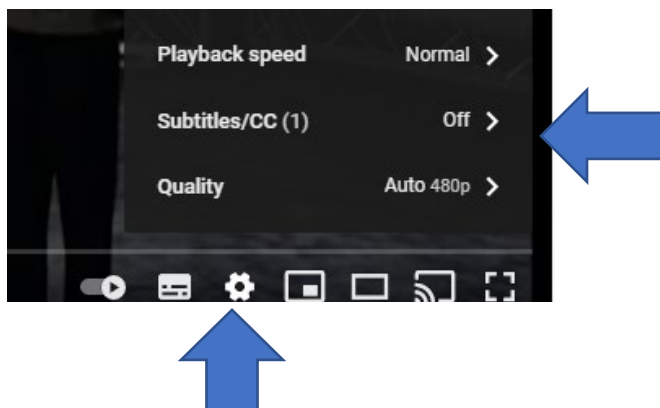 Playback speed Normal
Subtitles/CC (1) Off
Quality Auto 480p